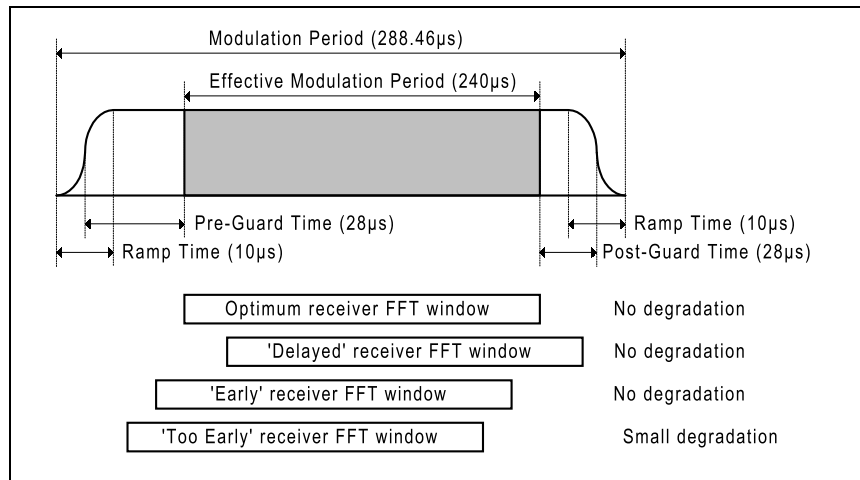 Modulation Period (288.46µs)
Effective Modulation Period (240µs)
Pre-Guard Time (28µs)
Ramp Time (10µs)
Ramp Time (10µs)
Post-Guard Time (28µs)
Optimum receiver FFT window
No degradation
'Delayed' receiver FFT window
No degradation
'Early' receiver FFT window
No degradation
'Too Early' receiver FFT window
Small degradation